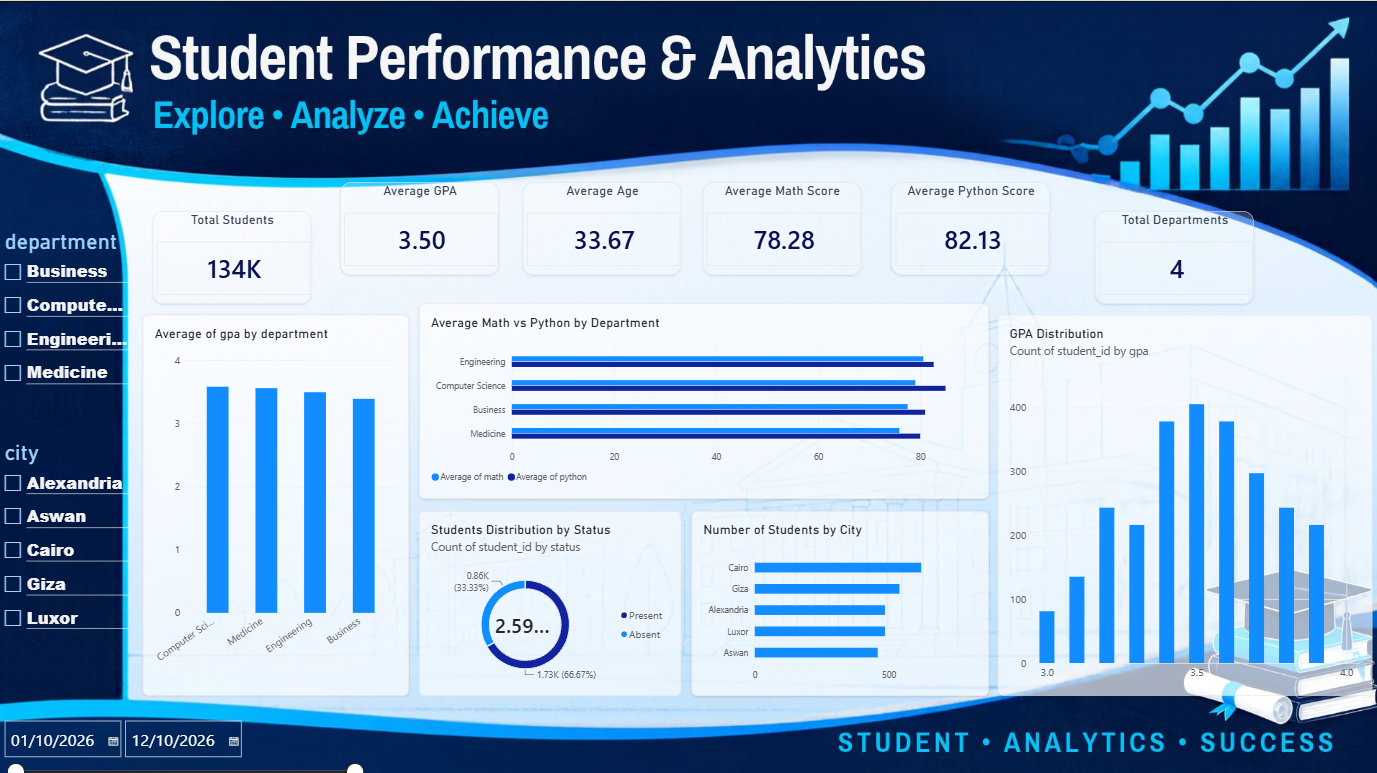 Student Performance & Analytics
Explore • Analyze • Achieve
department
Business
Compute...
Engineeri...
Medicine
city
Alexandria
Aswan
Cairo
Giza
Luxor
01/10/2026
12/10/2026
Total Students
134K
Average GPA
3.50
Average Age
33.67
Average Math Score
78.28
Average Python Score
82.13
Total Departments
4
Average of gpa by department
4
3
2
1
0
Computer Sci...
Medicine
Engineering
Business
Average Math vs Python by Department
Engineering
Computer Science
Business
Medicine
0 20 40 60 80
Average of math Average of python
Students Distribution by Status
Count of student_id by status
0.86K
(33.33%)
2.59...
1.73K (66.67%)
Present
Absent
Number of Students by City
Cairo
Giza
Alexandria
Luxor
Aswan
0 500
GPA Distribution
Count of student_id by gpa
400
300
200
100
0
3.0 3.5 4.0
STUDENT • ANALYTICS • SUCCESS